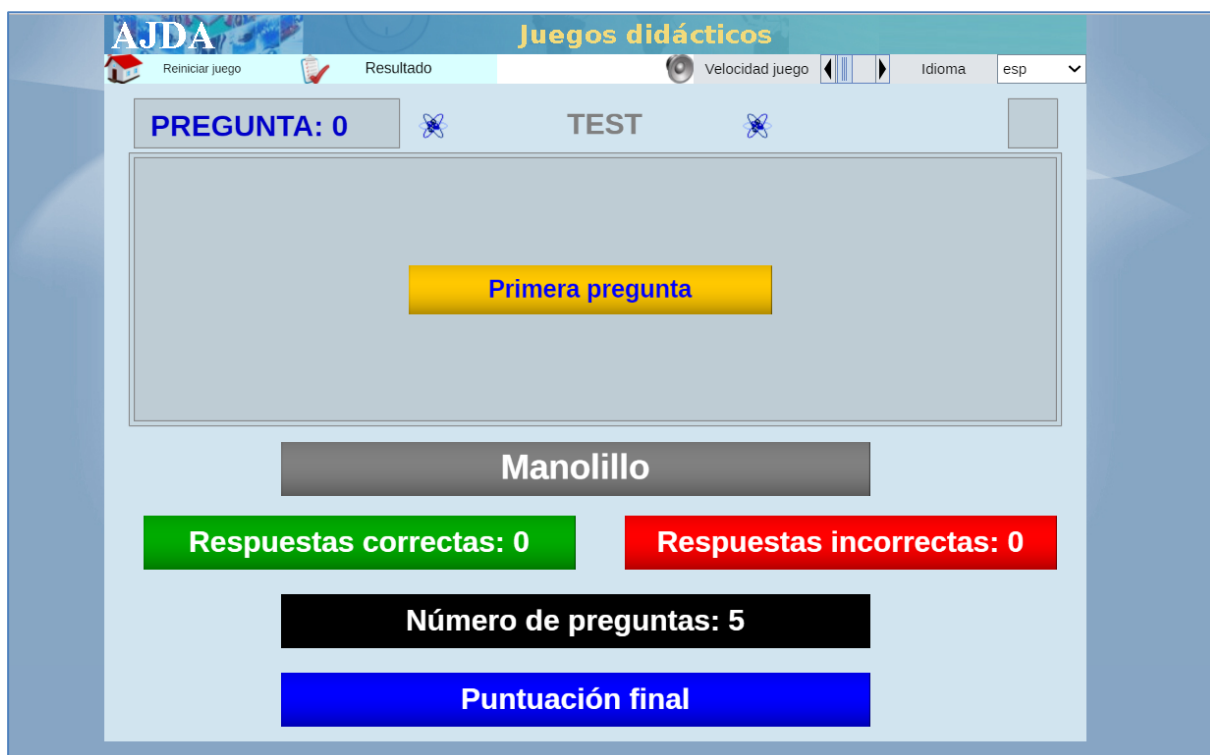 AJDA Juegos didácticos
Reiniciar juego Resultado Velocidad juego Idioma esp
PREGUNTA: 0 TEST
Primera pregunta
Manolillo
Respuestas correctas: 0 Respuestas incorrectas: 0
Número de preguntas: 5
Puntuación final